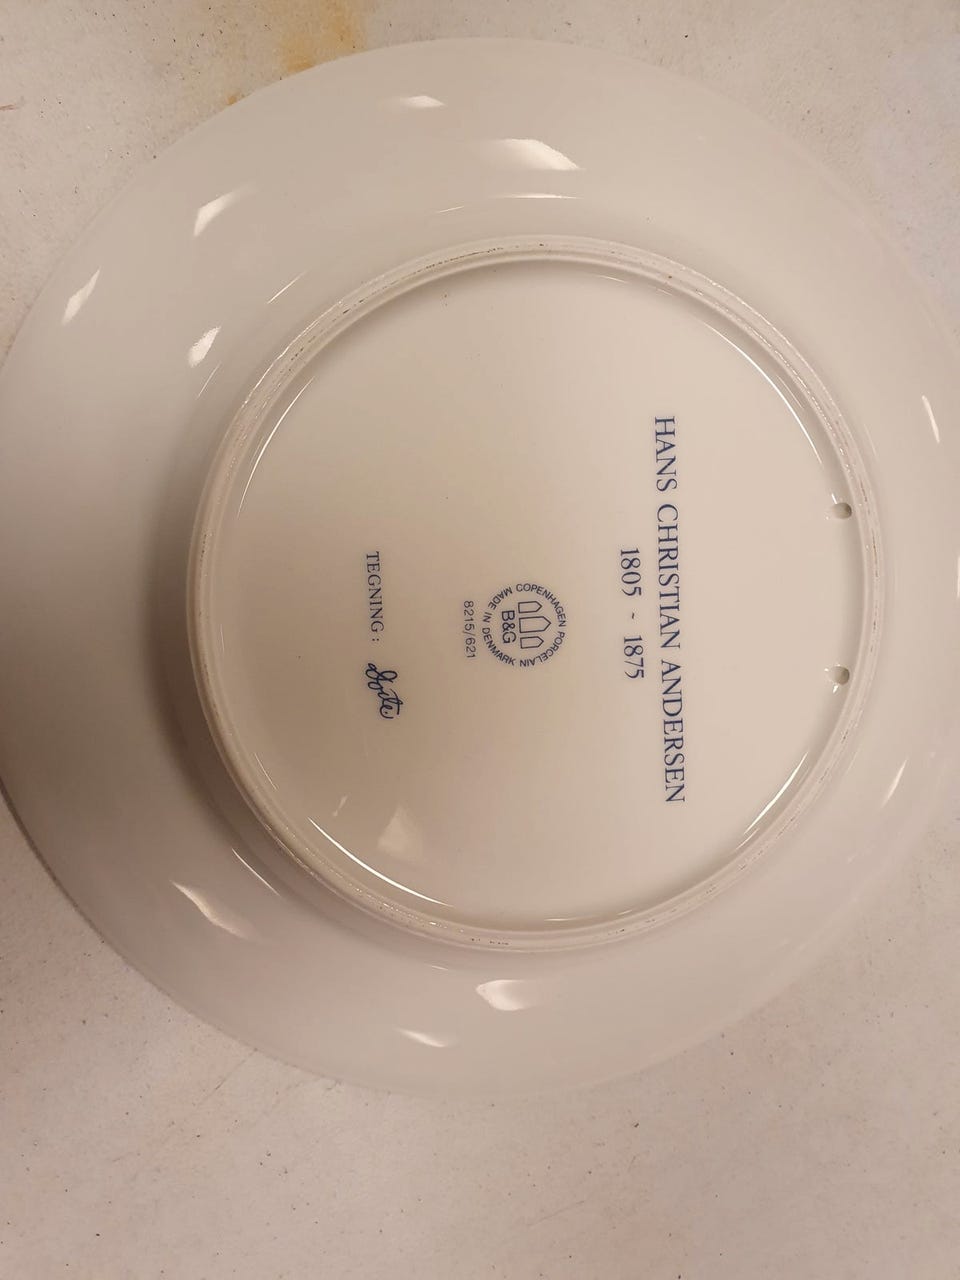 HANS CHRISTIAN ANDERSEN
1805 - 1875
COPENHAGEN PORCELAIN
B&G
MADE IN DENMARK
8215/621
TEGNING: